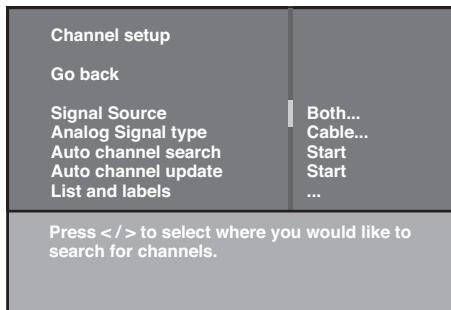 Channel setup
Go back
Signal Source Both...
Analog Signal type Cable...
Auto channel search Start
Auto channel update Start
List and labels ...
Press < / > to select where you would like to
search for channels.